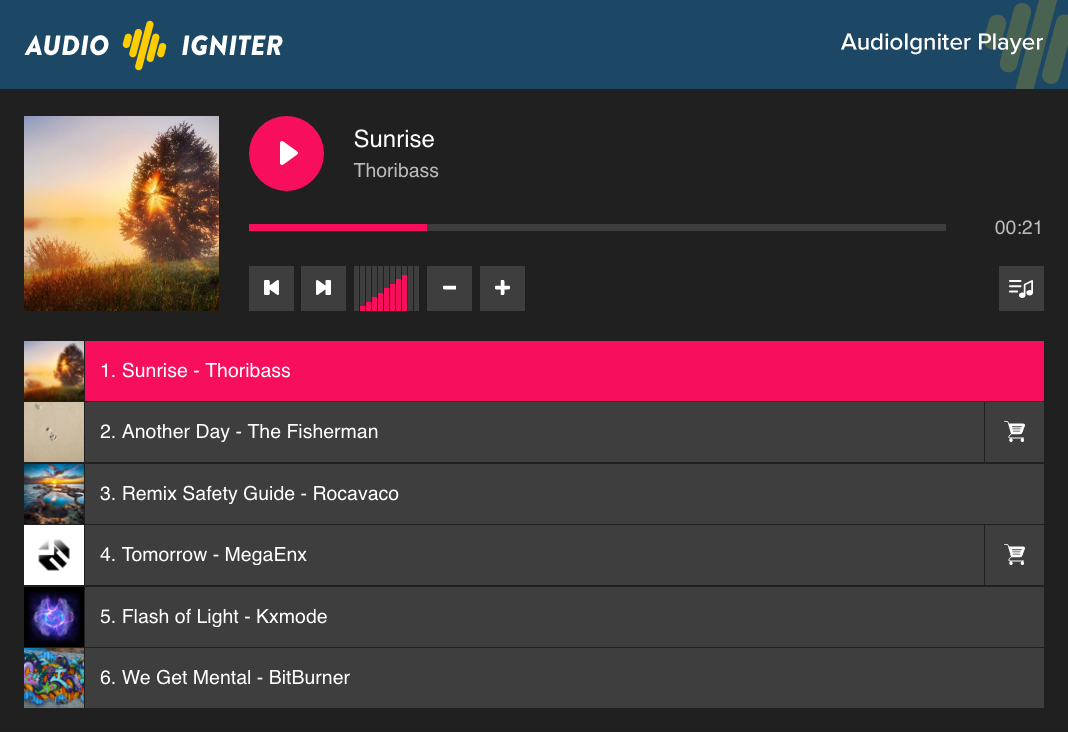 AUDIO IGNITER
AudioIgniter Player
Sunrise
Thoribass
00:21
1. Sunrise - Thoribass
2. Another Day - The Fisherman
3. Remix Safety Guide - Rocavaco
4. Tomorrow - MegaEnx
5. Flash of Light - Kxmode
6. We Get Mental - BitBurner